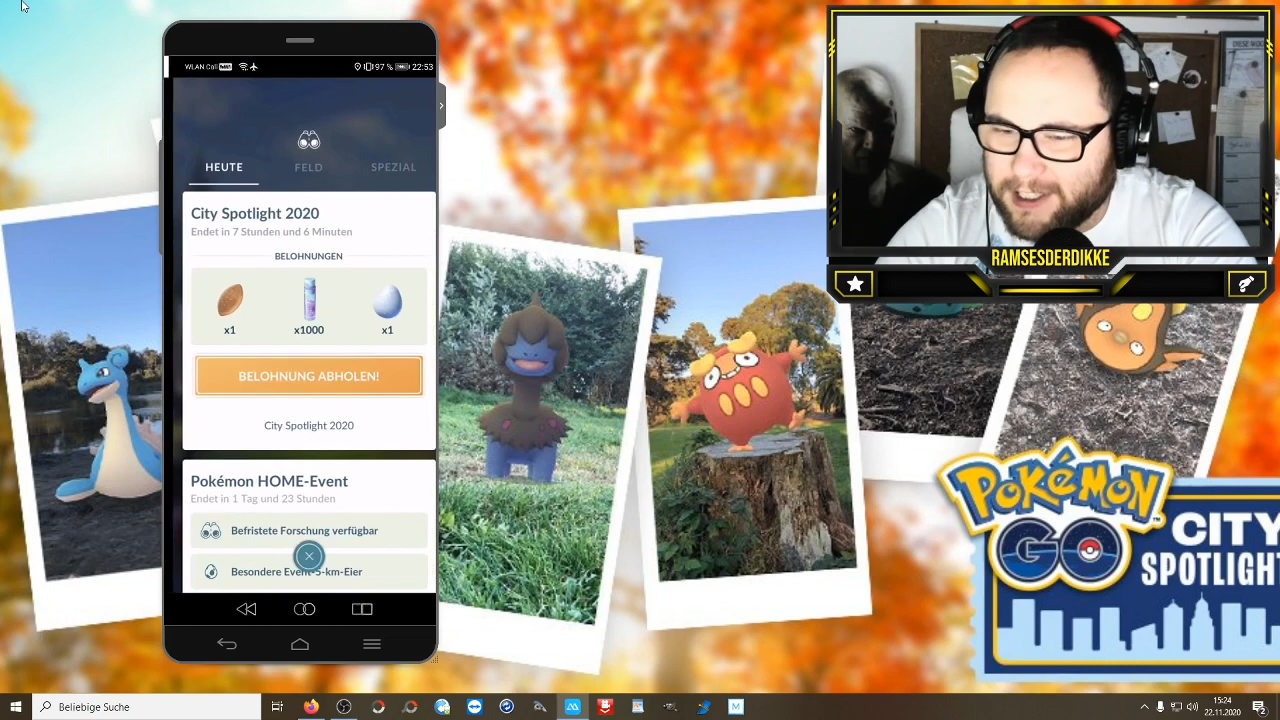 WLAN Call
97 % 22:53
HEUTE FELD SPEZIAL
City Spotlight 2020
Endet in 7 Stunden und 6 Minuten
BELOHNUNGEN
x1 x1000 x1
BELOHNUNG ABHOLEN!
City Spotlight 2020
Pokémon HOME-Event
Endet in 1 Tag und 23 Stunden
Befristete Forschung verfügbar
Besondere Event-5-km-Eier
RAMSESDERDIKKE
POKÉMON
GO
CITY
SPOTLIGHT
Beliebige Suche
15:24
22.11.2020